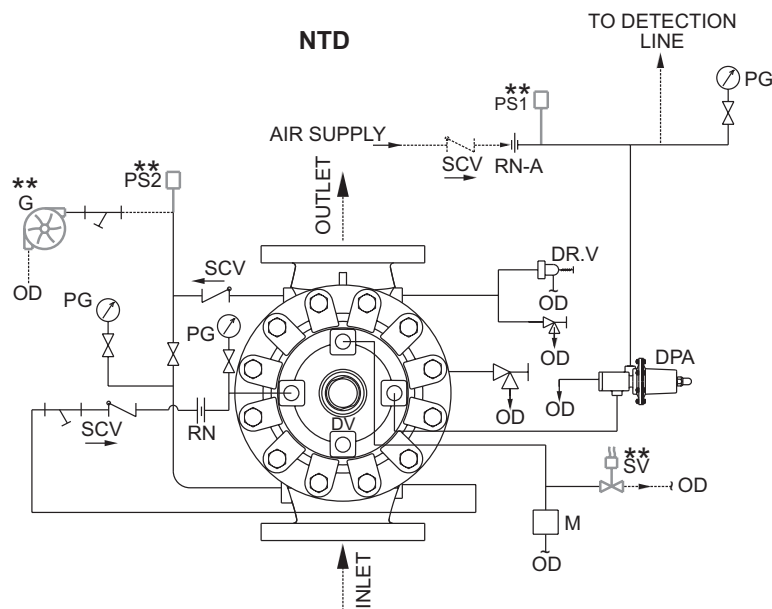 NTD
TO DETECTION
LINE
**
PS1
PG
AIR SUPPLY
SCV
RN-A
**
G
**
PS2
OUTLET
OD
SCV
PG
PG
DR.V
OD
OD
DPA
OD
SCV
RN
DV
OD
**
SV
OD
M
OD
INLET